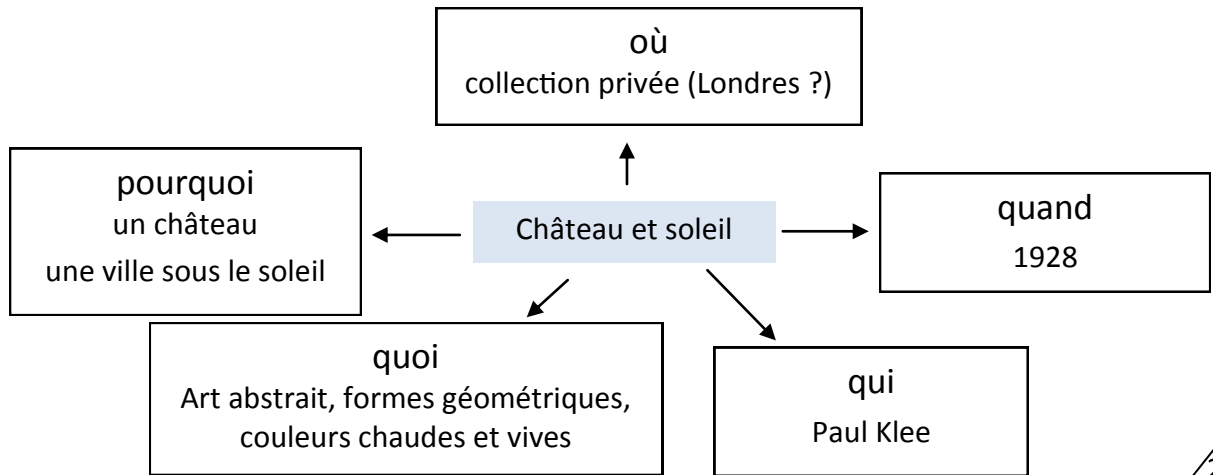 où
collection privée (Londres ?)
pourquoi
un château
une ville sous le soleil
Château et soleil
quand
1928
quoi
Art abstrait, formes géométriques,
couleurs chaudes et vives
qui
Paul Klee